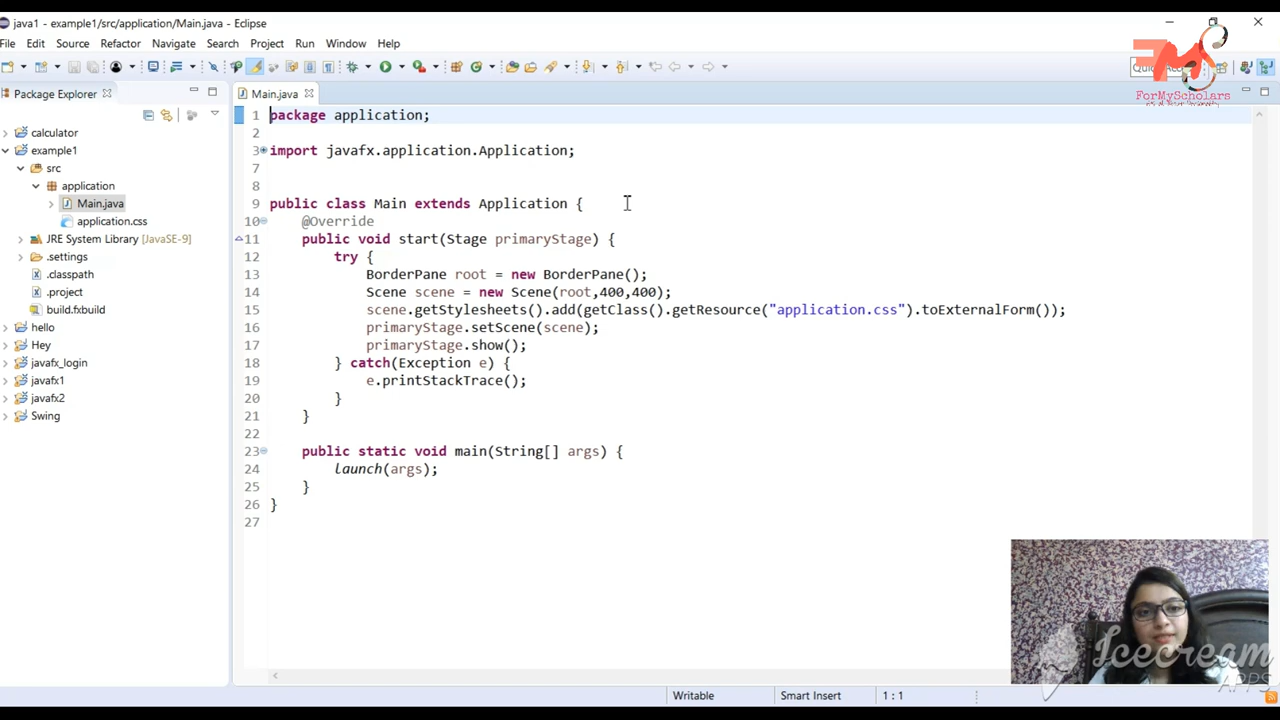 java1 - example1/src/application/Main.java - Eclipse
File Edit Source Refactor Navigate Search Project Run Window Help
FMS
ForMyScholars
Package Explorer
Main.java
calculator
example1
src
application
Main.java
application.css
JRE System Library [JavaSE-9]
.settings
.classpath
.project
build.fxbuild
hello
Hey
javafx_login
javafx1
javafx2
Swing
1 package application;
2
3 import javafx.application.Application;
7
8
9 public class Main extends Application {
10 @Override
11 public void start(Stage primaryStage) {
12 try {
13 BorderPane root = new BorderPane();
14 Scene scene = new Scene(root,400,400);
15 scene.getStylesheets().add(getClass().getResource("application.css").toExternalForm());
16 primaryStage.setScene(scene);
17 primaryStage.show();
18 } catch(Exception e) {
19 e.printStackTrace();
20 }
21 }
22
23 public static void main(String[] args) {
24 launch(args);
25 }
26 }
27
Icecream
APPS
Writable Smart Insert 1 : 1